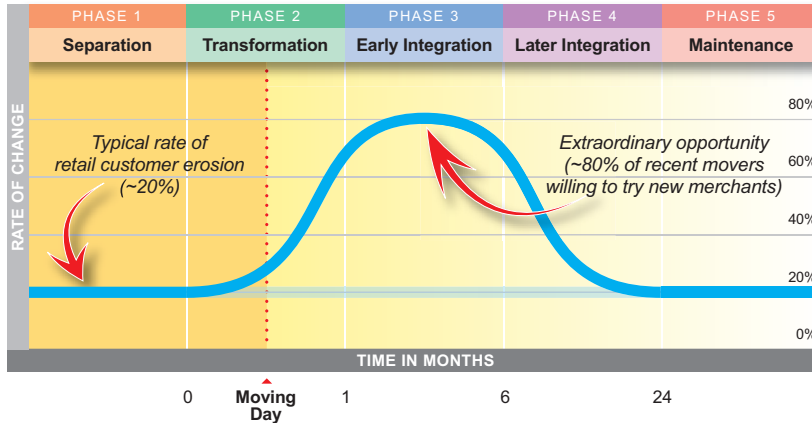 PHASE 1
PHASE 2
PHASE 3
PHASE 4
PHASE 5
Separation
Transformation
Early Integration
Later Integration
Maintenance
RATE OF CHANGE
80%
60%
40%
20%
0%
Typical rate of
retail customer erosion
(~20%)
Extraordinary opportunity
(~80% of recent movers
willing to try new merchants)
TIME IN MONTHS
0
Moving
Day
1
6
24